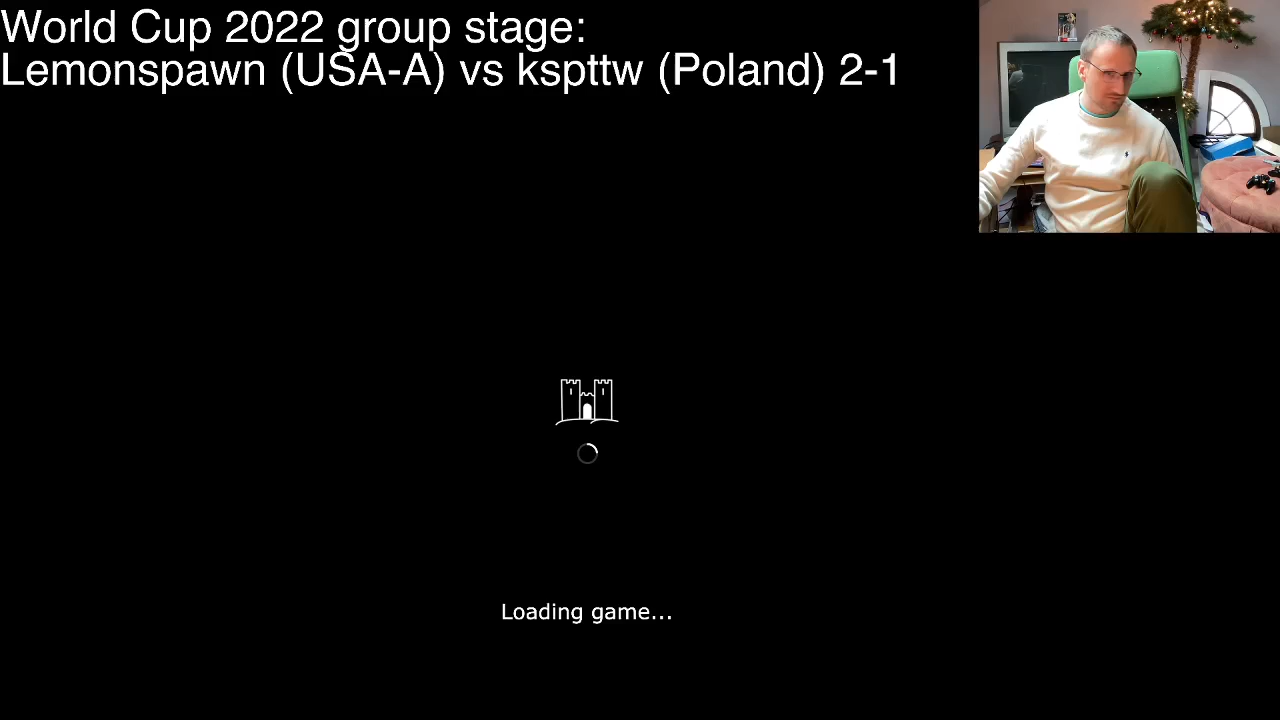 World Cup 2022 group stage:
Lemonspawn (USA-A) vs kspttw (Poland) 2-1
Loading game...